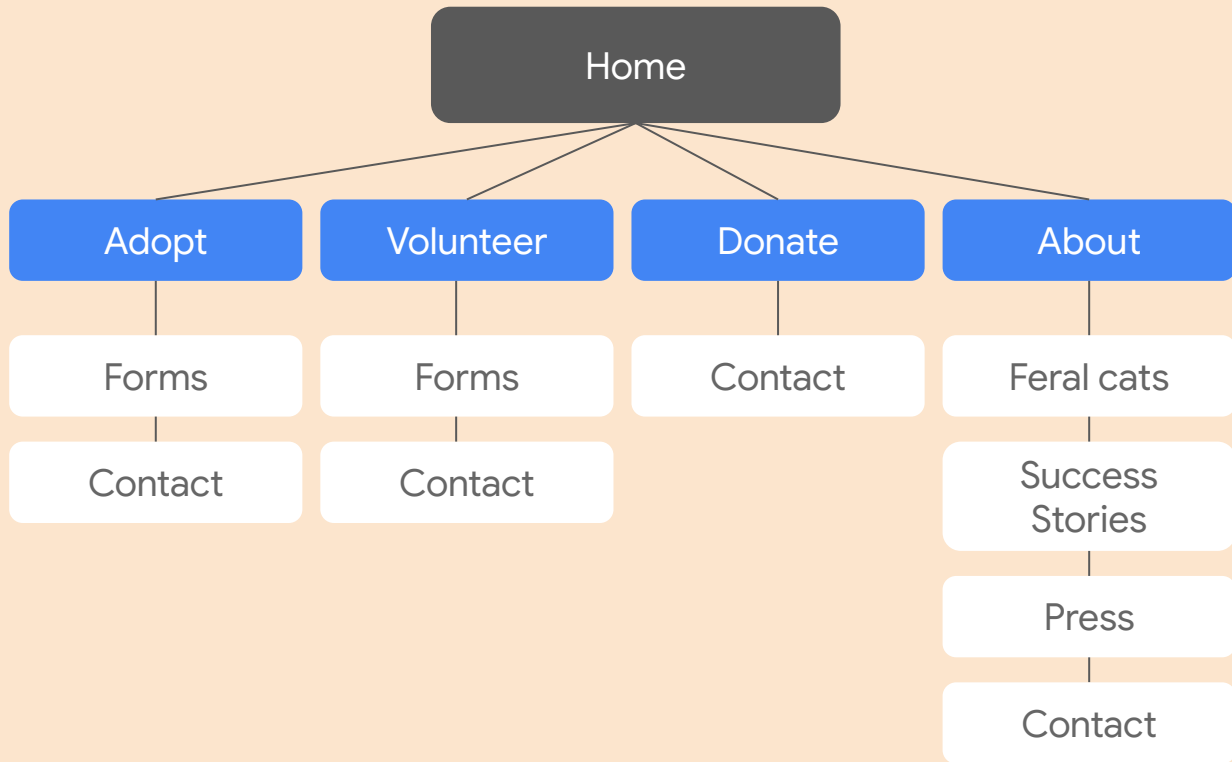 Home
Adopt
Volunteer
Donate
About
Forms
Forms
Contact
Feral cats
Contact
Contact
Success
Stories
Press
Contact